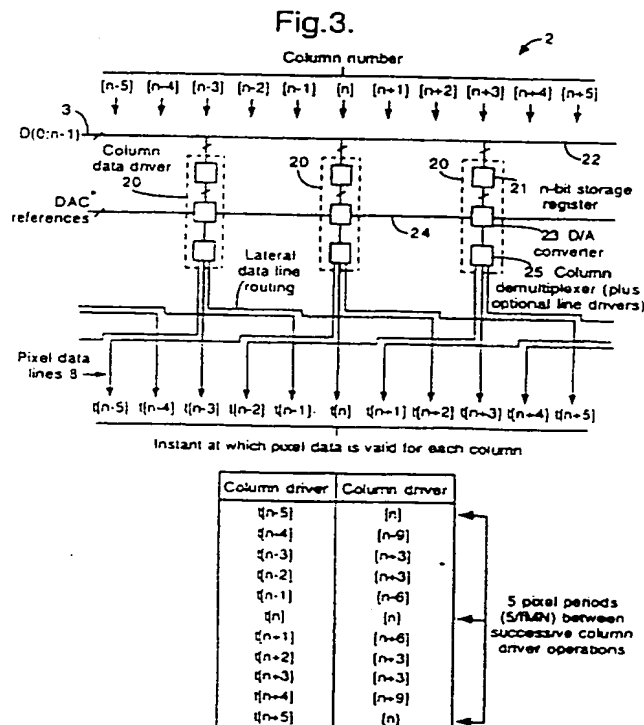 Fig.3.
2
Column number
[n-5] [n-4] [n-3] [n-2] [n-1] [n] [n+1] [n+2] [n+3] [n+4] [n+5]
3
D(0:n-1)
22
Column
data driver
20
20
20
21 n-bit storage
register
DAC
references
24
23 D/A
converter
25 Column
demultiplexer (plus
optional line drivers)
Lateral
data line
routing
Pixel data
lines 8
t[n-5] t[n-4] t[n-3] t[n-2] t[n-1] t[n] t[n+1] t[n+2] t[n+3] t[n+4] t[n+5]
Instant at which pixel data is valid for each column
Column driver Column driver
t[n-5] [n]
t[n-4] [n-9]
t[n-3] [n+3]
t[n-2] [n+3]
t[n-1] [n-6]
t[n] [n]
t[n+1] [n+6]
t[n+2] [n+3]
t[n+3] [n+3]
t[n+4] [n+9]
t[n+5] [n]
5 pixel periods
(5/fMN) between
successive column
driver operations